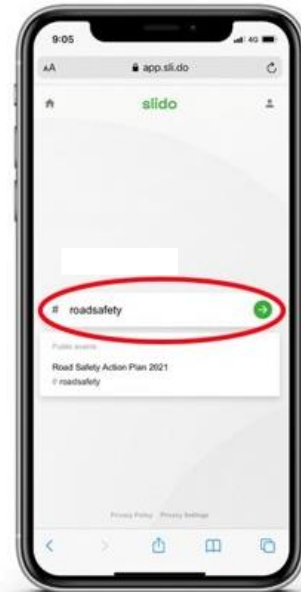 9:05 4G
AA app.sli.do
slido
# roadsafety
Public events
Road Safety Action Plan 2021
# roadsafety
Privacy Policy Privacy Settings